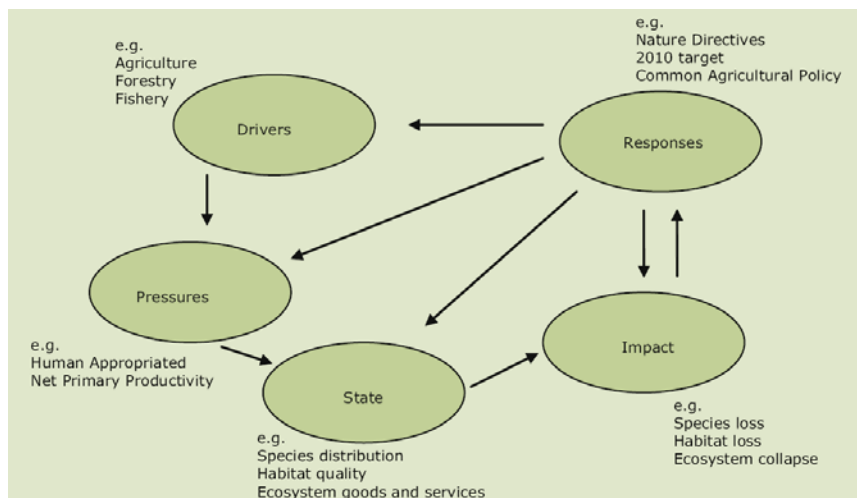 e.g.
Agriculture
Forestry
Fishery
Drivers
e.g.
Nature Directives
2010 target
Common Agricultural Policy
Responses
Pressures
e.g.
Human Appropriated
Net Primary Productivity
State
e.g.
Species distribution
Habitat quality
Ecosystem goods and services
Impact
e.g.
Species loss
Habitat loss
Ecosystem collapse